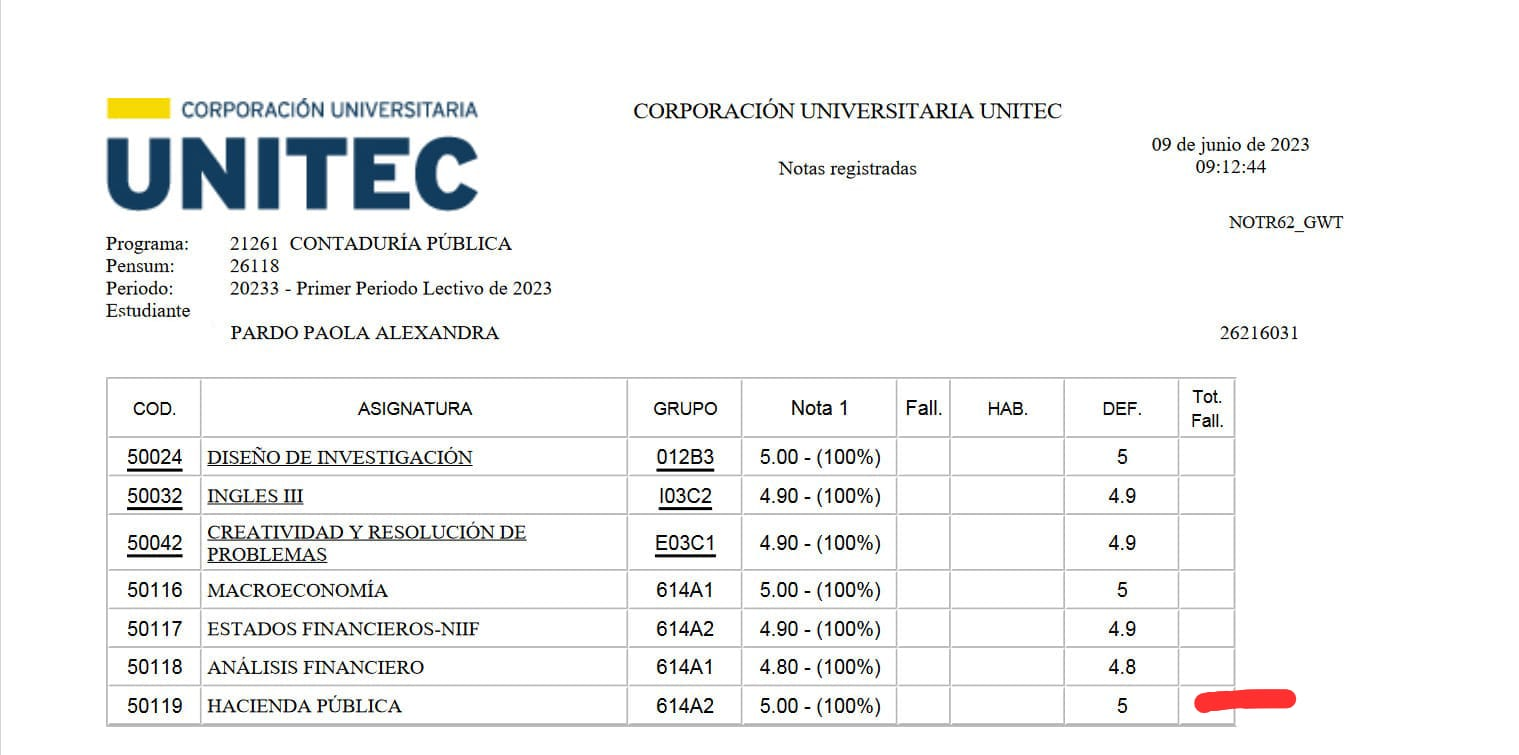 CORPORACIÓN UNIVERSITARIA
UNITEC
CORPORACIÓN UNIVERSITARIA UNITEC
Notas registradas
09 de junio de 2023
09:12:44
NOTR62_GWT
Programa: 21261 CONTADURÍA PÚBLICA
Pensum: 26118
Periodo: 20233 - Primer Periodo Lectivo de 2023
Estudiante
PARDO PAOLA ALEXANDRA 26216031
COD. ASIGNATURA GRUPO Nota 1 Fall. HAB. DEF. Tot. Fall.
50024 DISEÑO DE INVESTIGACIÓN 012B3 5.00 - (100%) 5
50032 INGLES III I03C2 4.90 - (100%) 4.9
50042 CREATIVIDAD Y RESOLUCIÓN DE PROBLEMAS E03C1 4.90 - (100%) 4.9
50116 MACROECONOMÍA 614A1 5.00 - (100%) 5
50117 ESTADOS FINANCIEROS-NIIF 614A2 4.90 - (100%) 4.9
50118 ANÁLISIS FINANCIERO 614A1 4.80 - (100%) 4.8
50119 HACIENDA PÚBLICA 614A2 5.00 - (100%) 5